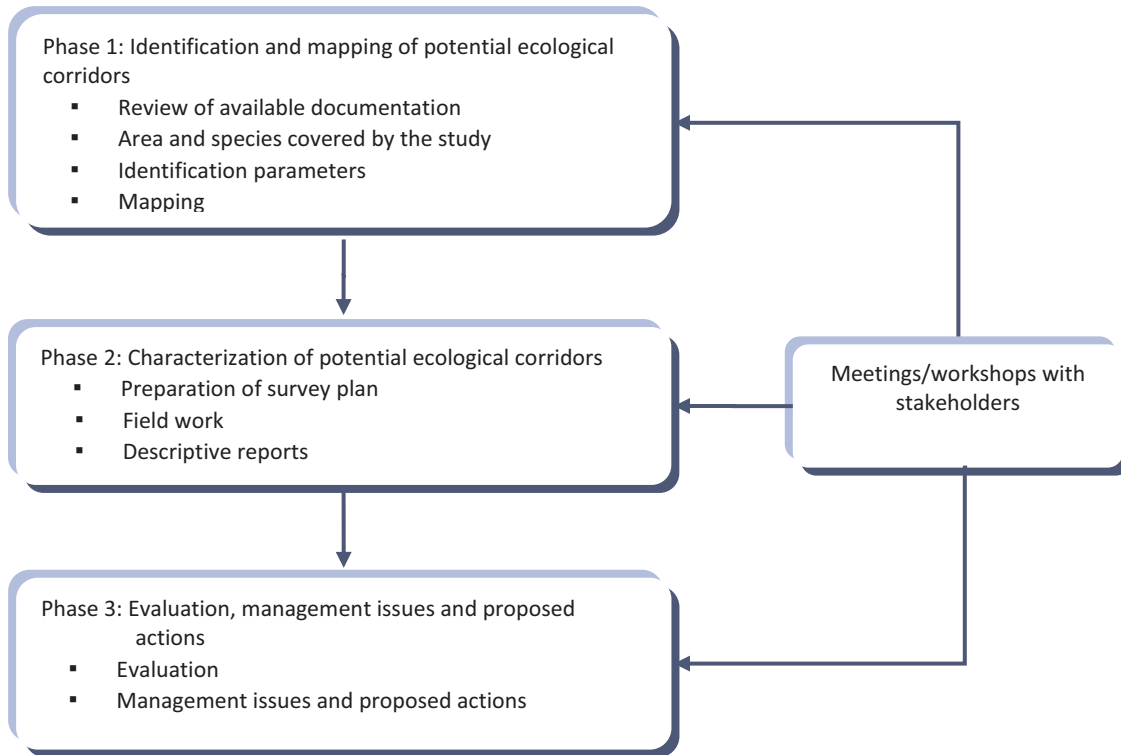 Phase 1: Identification and mapping of potential ecological
corridors
▪ Review of available documentation
▪ Area and species covered by the study
▪ Identification parameters
▪ Mapping
Phase 2: Characterization of potential ecological corridors
▪ Preparation of survey plan
▪ Field work
▪ Descriptive reports
Meetings/workshops with
stakeholders
Phase 3: Evaluation, management issues and proposed
actions
▪ Evaluation
▪ Management issues and proposed actions